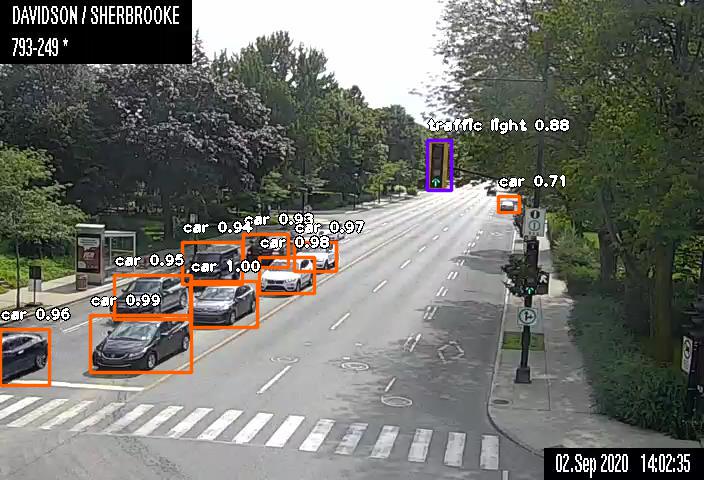 DAVIDSON / SHERBROOKE
793-249 *
traffic light 0.88
car 0.71
car 0.94
car 0.93
car 0.97
car 0.98
car 0.95
car 1.00
car 0.99
car 0.96
02.Sep 2020 14:02:35